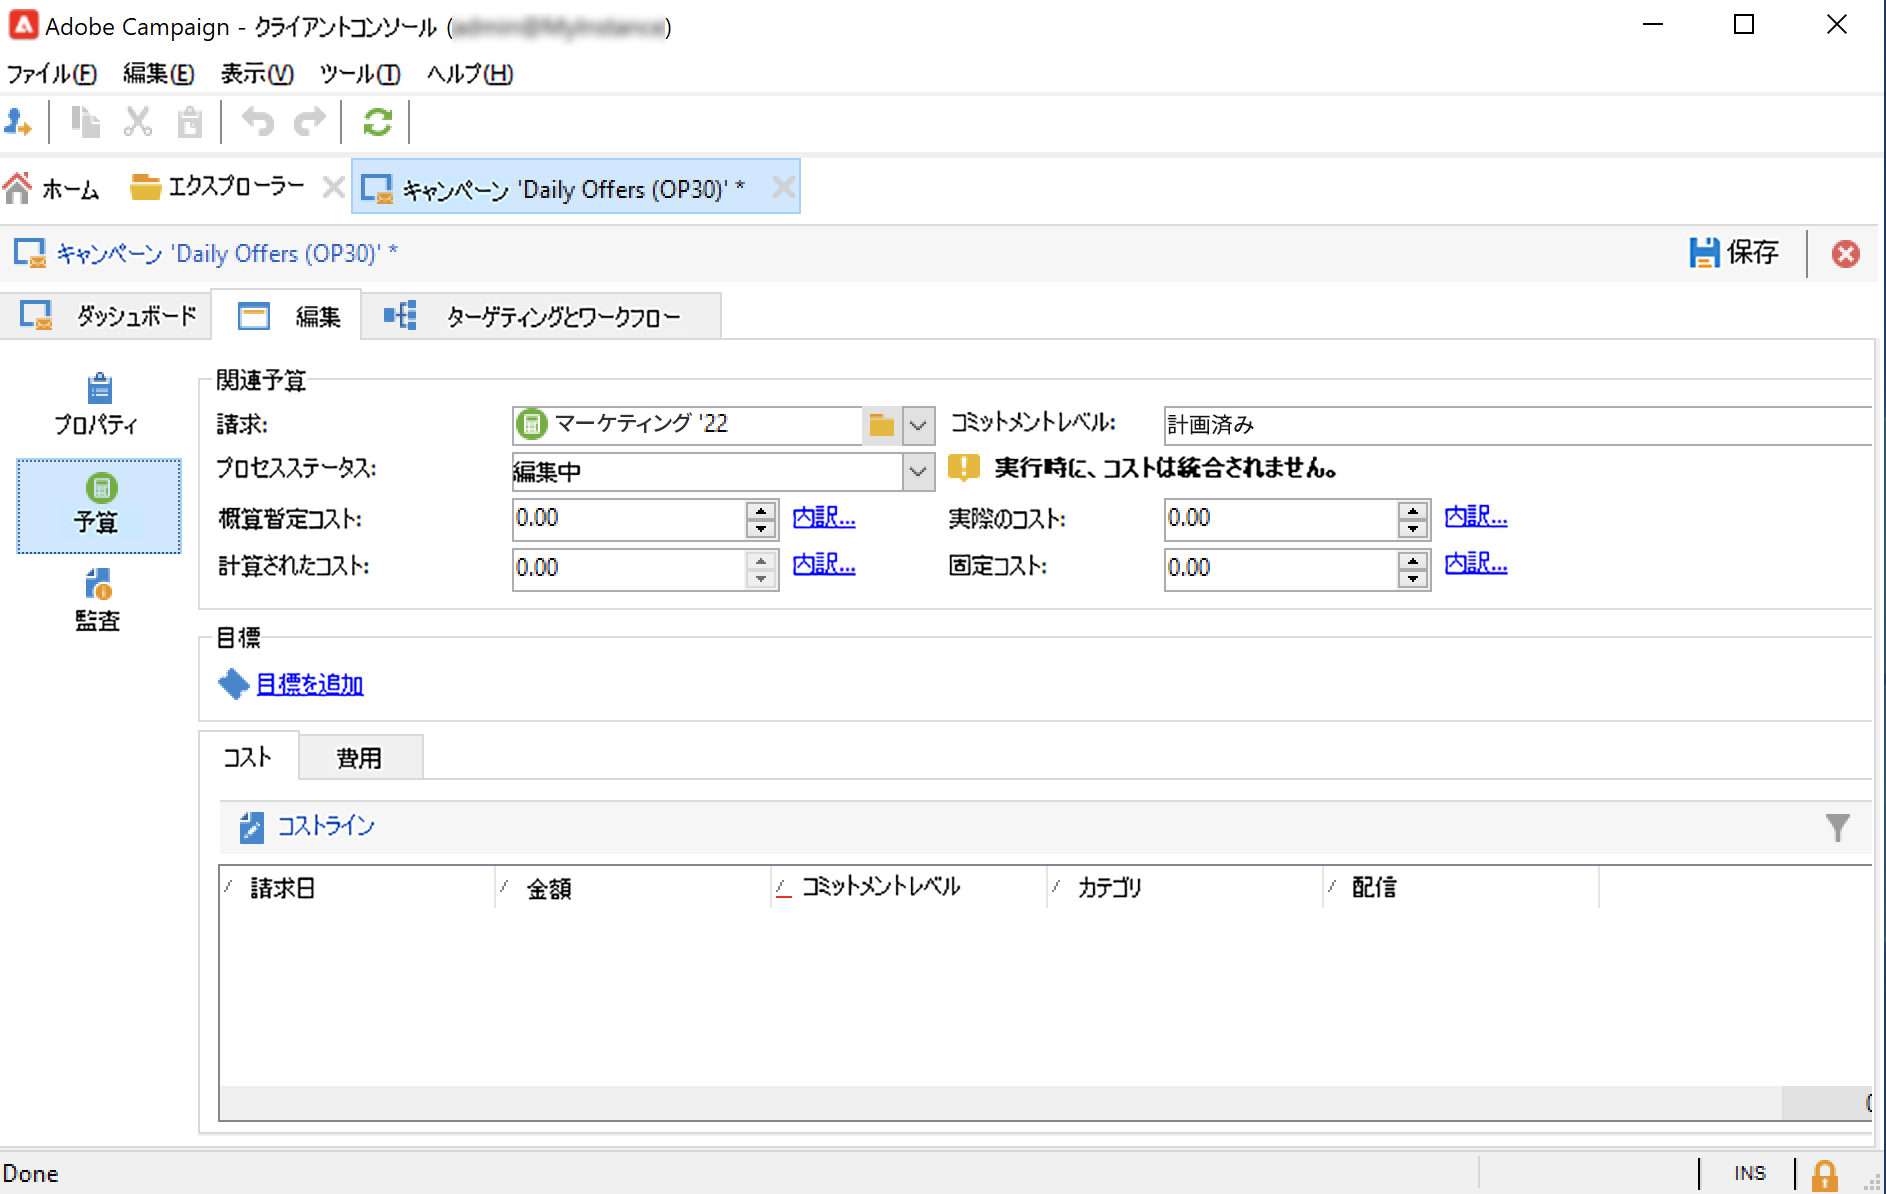 Adobe Campaign - クライアントコンソール ()
ファイル(F) 編集(E) 表示(V) ツール(T) ヘルプ(H)
ホーム エクスプローラー キャンペーン 'Daily Offers (OP30)' *
キャンペーン 'Daily Offers (OP30)' * 保存
ダッシュボード 編集 ターゲティングとワークフロー
プロパティ
予算
監査
関連予算
請求: マーケティング '22 コミットメントレベル: 計画済み
プロセスステータス: 編集中 実行時に、コストは統合されません。
概算暫定コスト: 0.00 内訳... 実際のコスト: 0.00 内訳...
計算されたコスト: 0.00 内訳... 固定コスト: 0.00 内訳...
目標
目標を追加
コスト 費用
コストライン
請求日 金額 コミットメントレベル カテゴリ 配信
Done INS